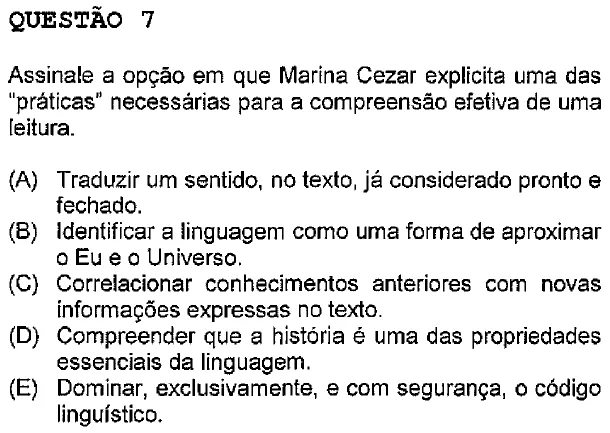 QUESTÃO 7
Assinale a opção em que Marina Cezar explicita uma das
"práticas" necessárias para a compreensão efetiva de uma
leitura.
(A) Traduzir um sentido, no texto, já considerado pronto e
fechado.
(B) Identificar a linguagem como uma forma de aproximar
o Eu e o Universo.
(C) Correlacionar conhecimentos anteriores com novas
informações expressas no texto.
(D) Compreender que a história é uma das propriedades
essenciais da linguagem.
(E) Dominar, exclusivamente, e com segurança, o código
linguístico.